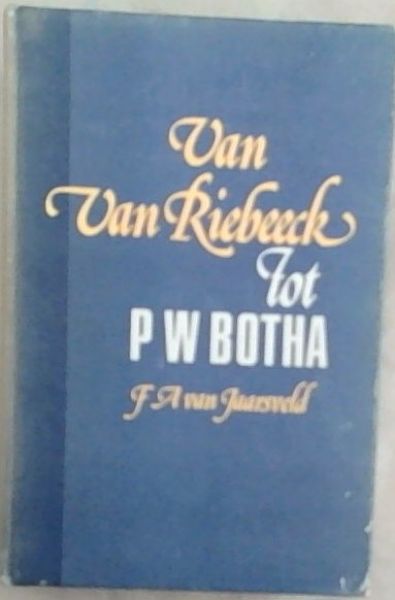 Van
Van Riebeeck
tot
P W BOTHA
F A van Jaarsveld